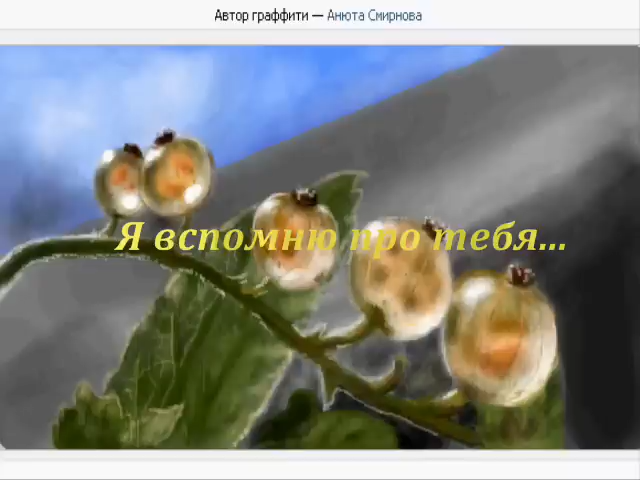 Автор граффити — Анюта Смирнова
Я вспомню про тебя...